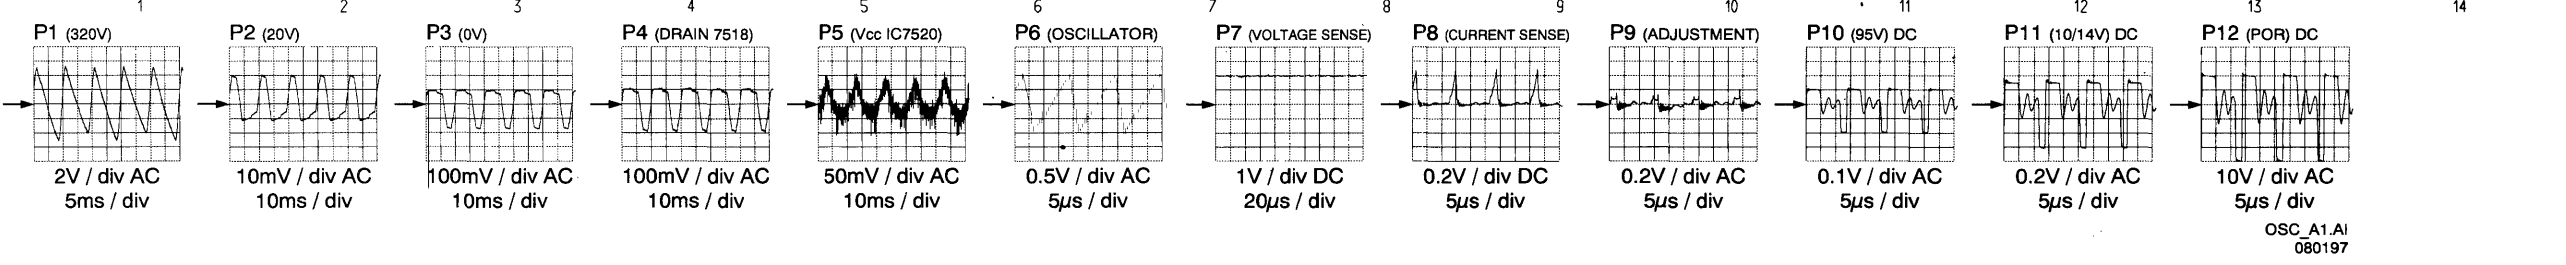 1 2 3 4 5 6 7 8 9 10 11 12 13 14
P1 (320V) P2 (20V) P3 (0V) P4 (DRAIN 7518) P5 (Vcc IC7520) P6 (OSCILLATOR) P7 (VOLTAGE SENSE) P8 (CURRENT SENSE) P9 (ADJUSTMENT) P10 (95V) DC P11 (10/14V) DC P12 (POR) DC
2V / div AC 10mV / div AC 100mV / div AC 100mV / div AC 50mV / div AC 0.5V / div AC 1V / div DC 0.2V / div DC 0.2V / div AC 0.1V / div AC 0.2V / div AC 10V / div AC
5ms / div 10ms / div 10ms / div 10ms / div 10ms / div 5µs / div 20µs / div 5µs / div 5µs / div 5µs / div 5µs / div 5µs / div
OSC_A1.AI
080197